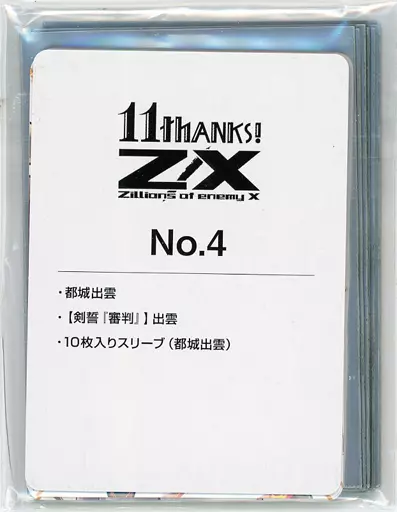 11thANKS!
Z/X
Zillions of enemy X
No.4
・都城出雲
・【剣誓『審判』】出雲
・10枚入りスリーブ(都城出雲)